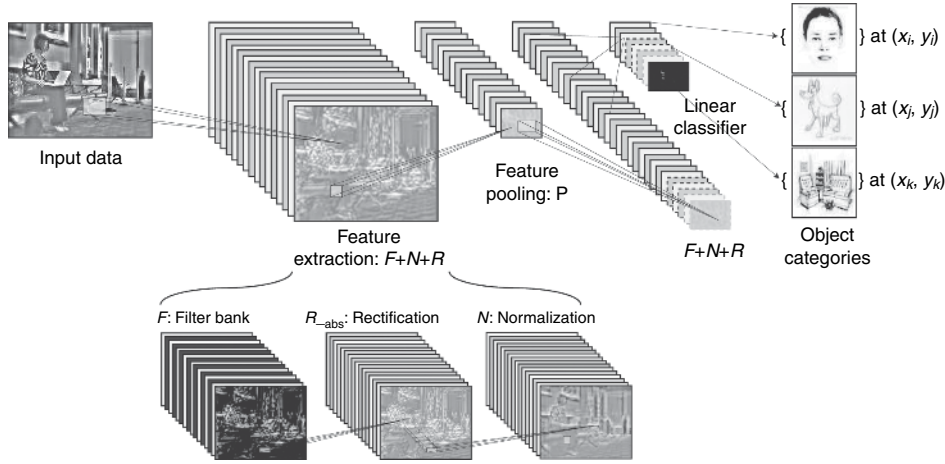 { } at (xi, yi)
{ } at (xj, yj)
{ } at (xk, yk)
Input data
Linear
classifier
Feature
pooling: P
Feature
extraction: F+N+R
F+N+R
Object
categories
F: Filter bank
R_abs: Rectification
N: Normalization